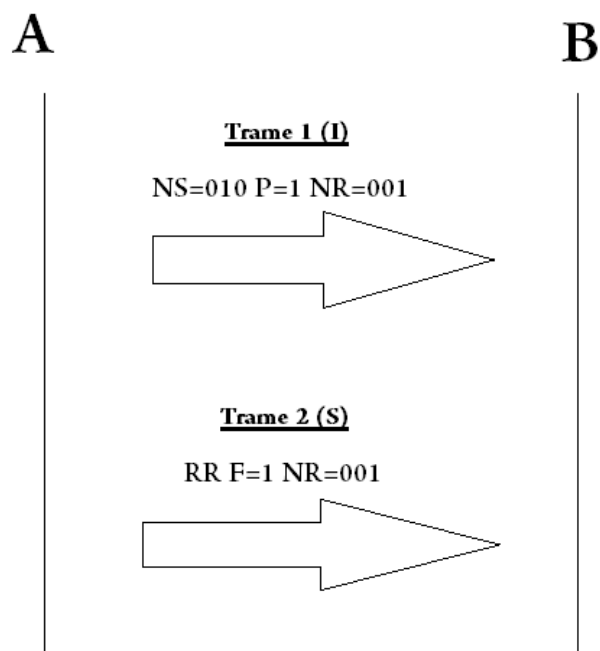 A
B
Trame 1 (I)
NS=010 P=1 NR=001
Trame 2 (S)
RR F=1 NR=001